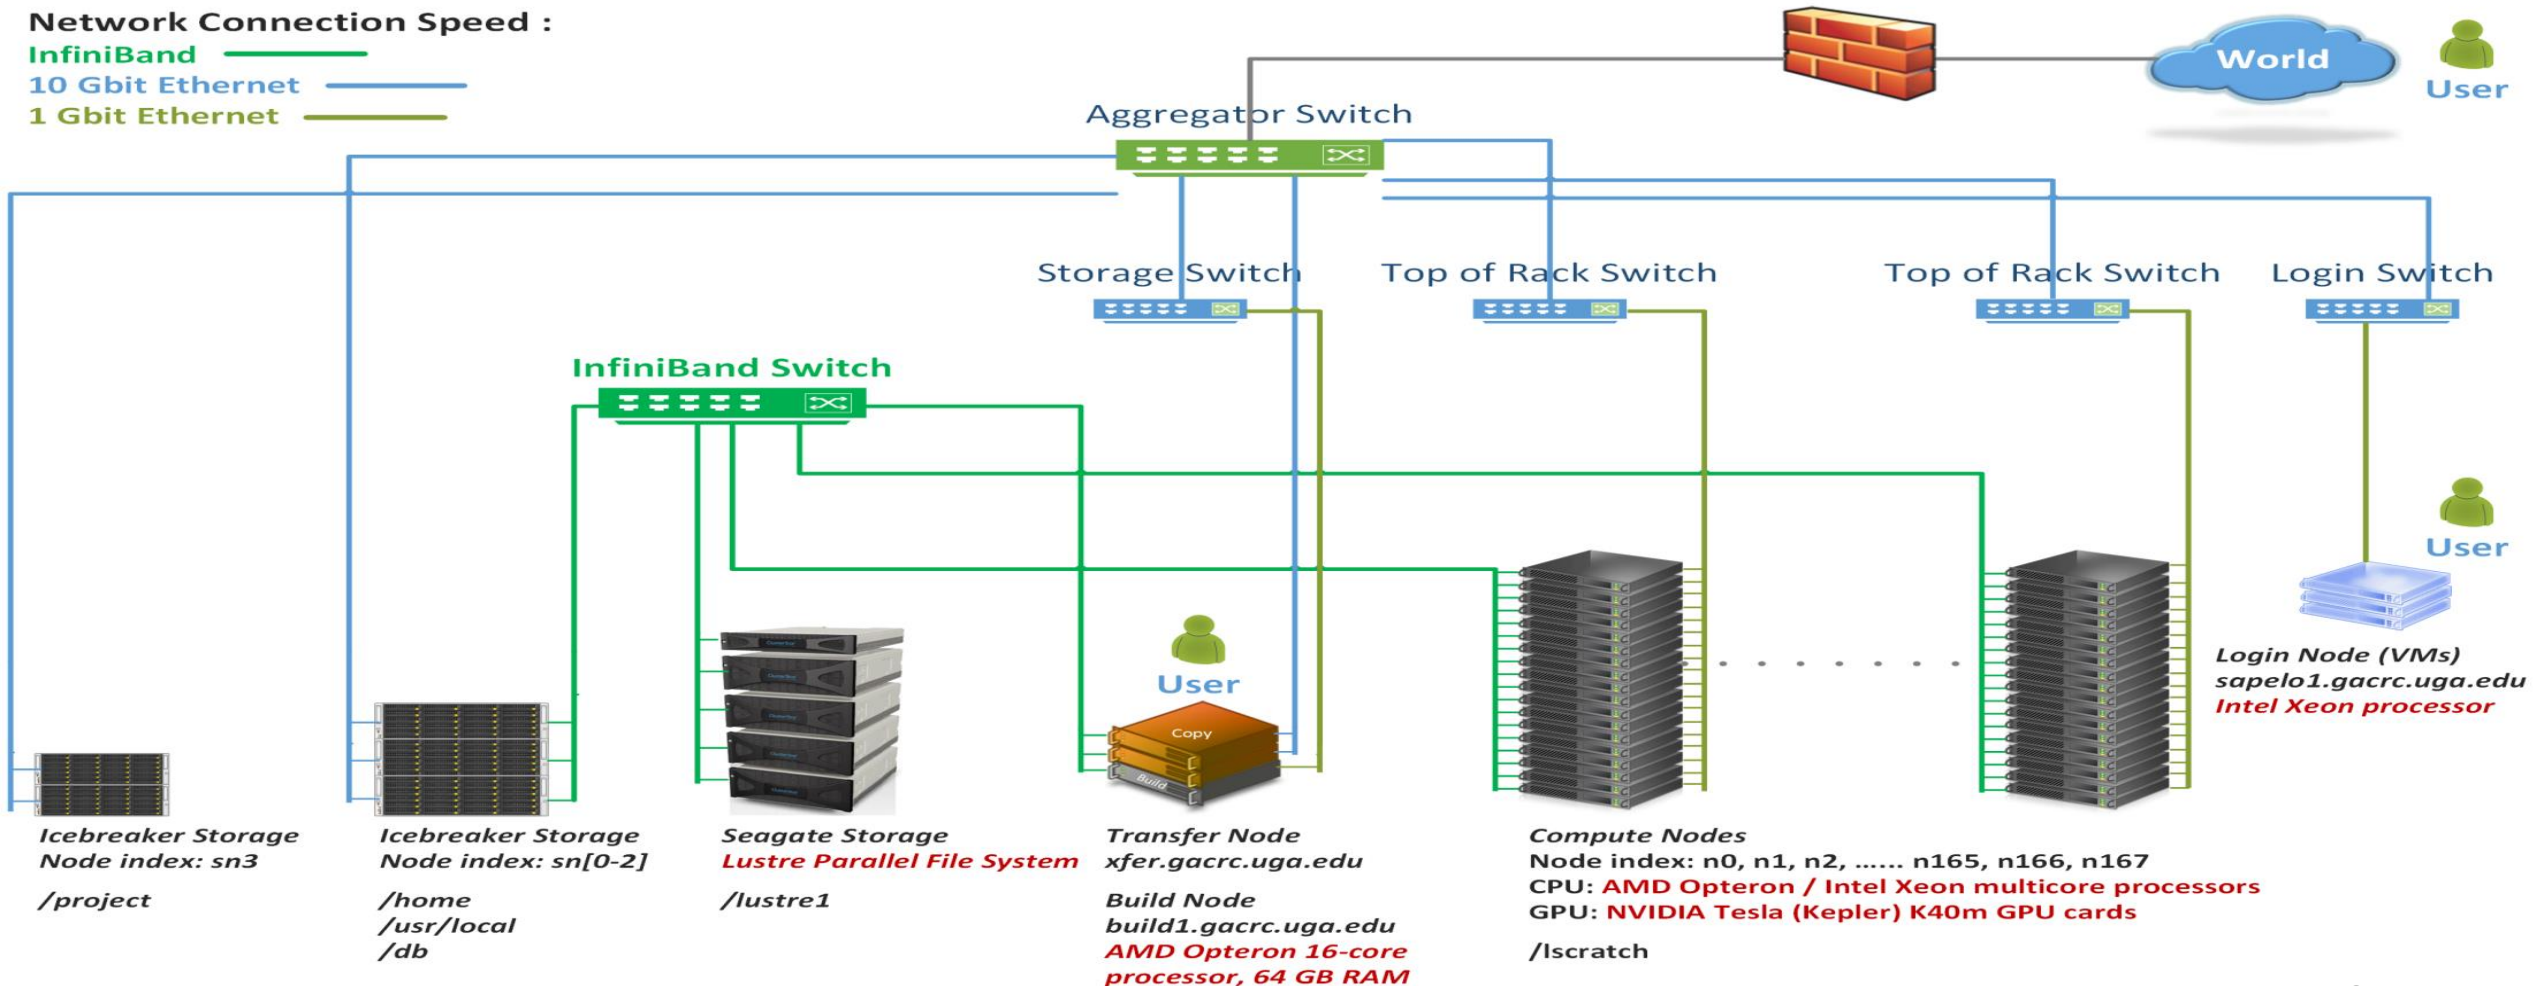 Network Connection Speed :
InfiniBand
10 Gbit Ethernet
1 Gbit Ethernet
World
User
Aggregator Switch
Storage Switch
Top of Rack Switch
Top of Rack Switch
Login Switch
InfiniBand Switch
User
User
Copy
Build
Login Node (VMs)
sapelo1.gacrc.uga.edu
Intel Xeon processor
Icebreaker Storage
Node index: sn3
/project
Icebreaker Storage
Node index: sn[0-2]
/home
/usr/local
/db
Seagate Storage
Lustre Parallel File System
/lustre1
Transfer Node
xfer.gacrc.uga.edu
Build Node
build1.gacrc.uga.edu
AMD Opteron 16-core
processor, 64 GB RAM
Compute Nodes
Node index: n0, n1, n2, ...... n165, n166, n167
CPU: AMD Opteron / Intel Xeon multicore processors
GPU: NVIDIA Tesla (Kepler) K40m GPU cards
/lscratch